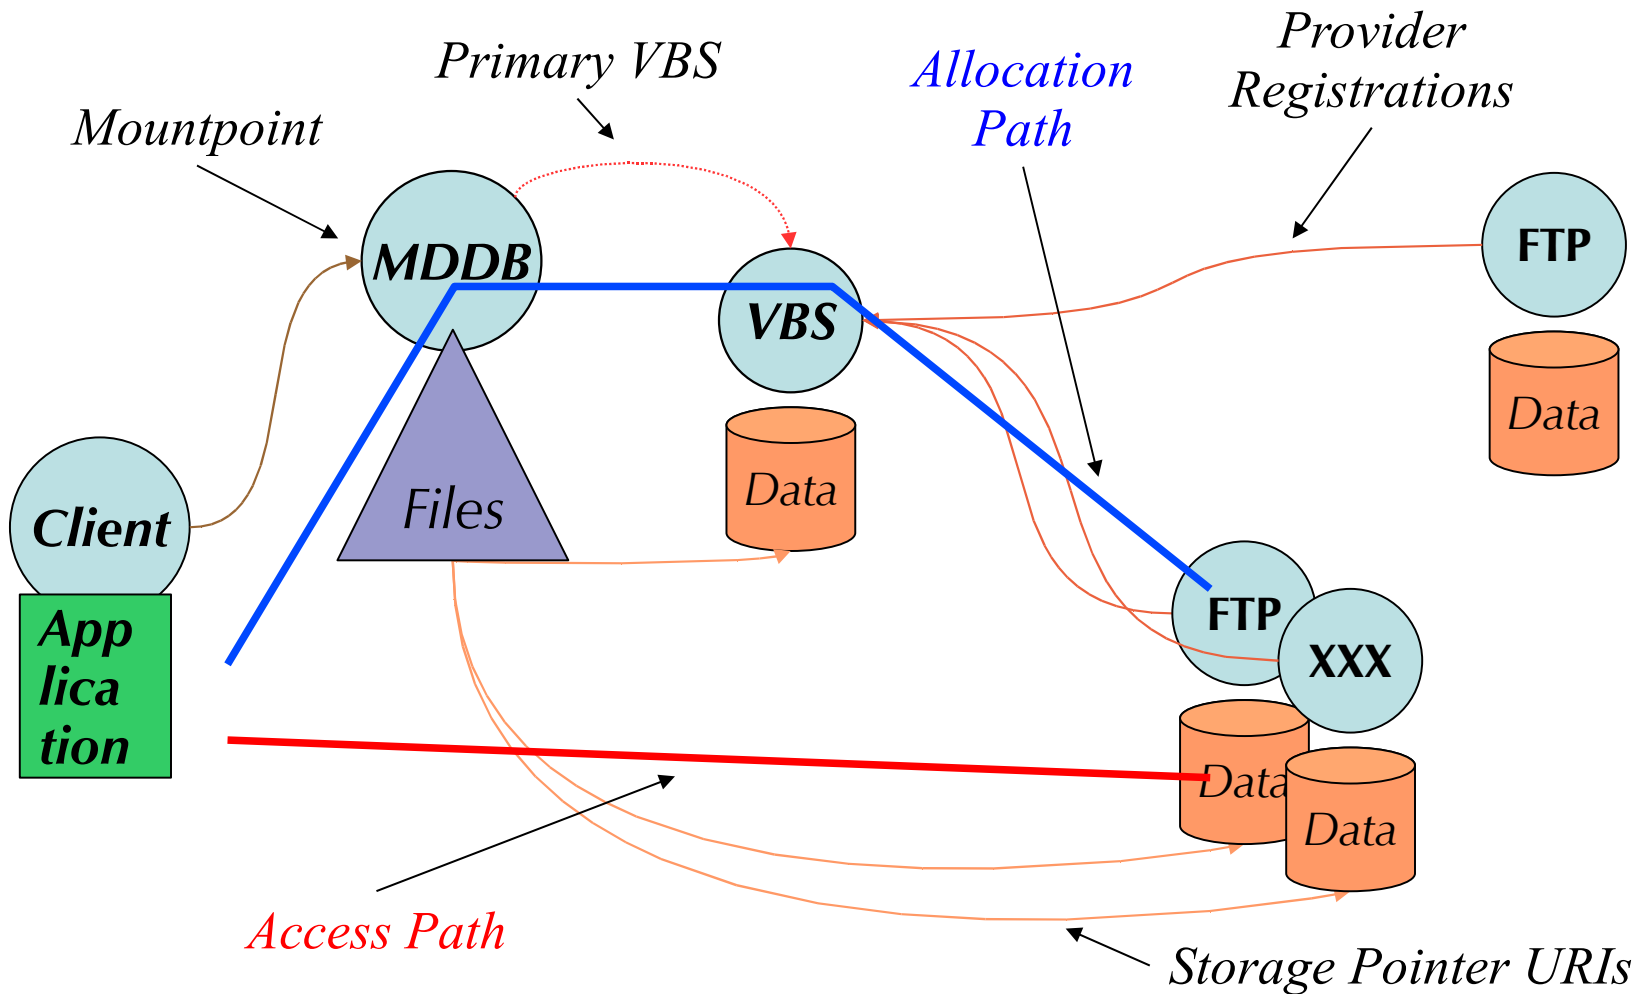 Provider
Registrations
Primary VBS
Allocation
Path
Mountpoint
MDDB
VBS
FTP
Data
Files
Data
Client
App
lica
tion
FTP
XXX
Data
Data
Access Path
Storage Pointer URIs